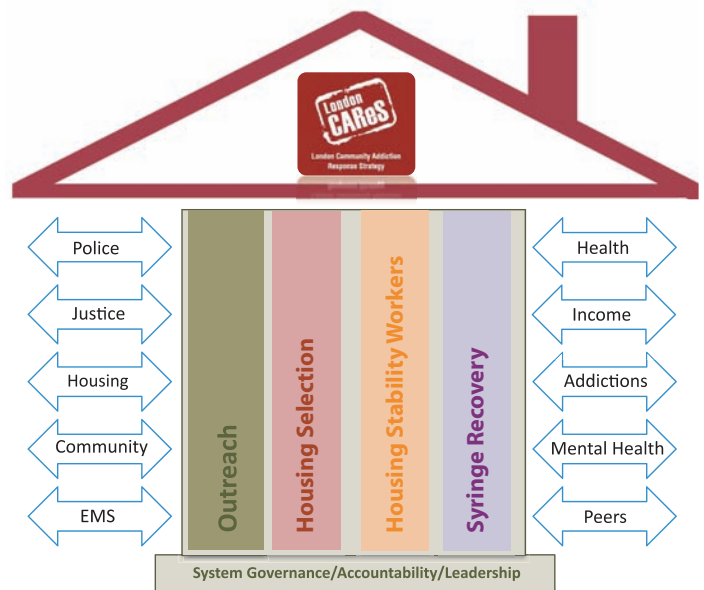 London
CAReS
London Community Addiction
Response Strategy
Police
Justice
Housing
Community
EMS
Outreach
Housing Selection
Housing Stability Workers
Syringe Recovery
Health
Income
Addictions
Mental Health
Peers
System Governance/Accountability/Leadership